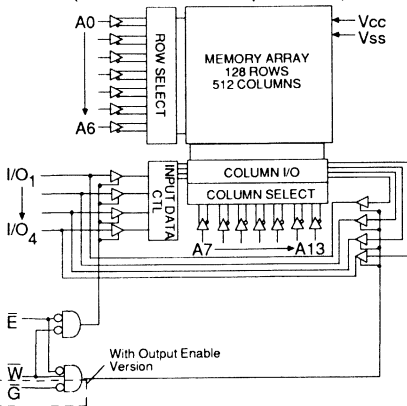 A0
A6
ROW SELECT
MEMORY ARRAY
128 ROWS
512 COLUMNS
Vcc
Vss
I/O1
I/O4
INPUT DATA
CTL
COLUMN I/O
COLUMN SELECT
A7
A13
E
W
G
With Output Enable
Version